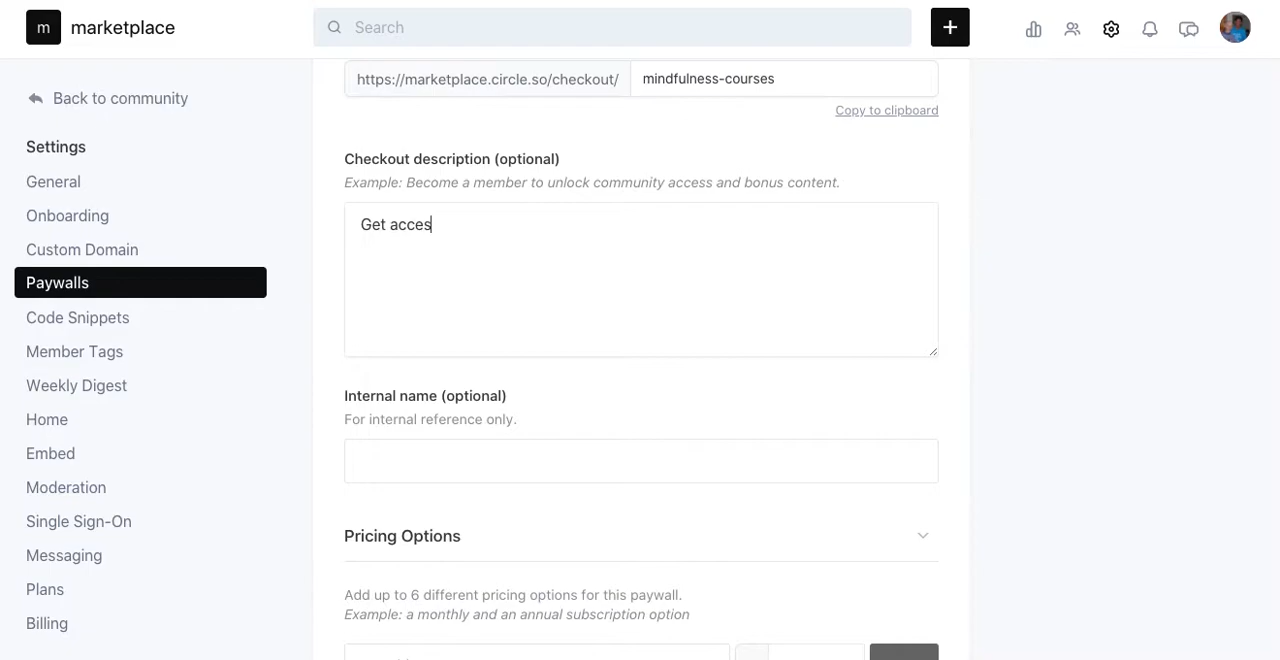 m marketplace
Search
+
https://marketplace.circle.so/checkout/ mindfulness-courses
Back to community
Copy to clipboard
Settings
Checkout description (optional)
General
Example: Become a member to unlock community access and bonus content.
Onboarding
Get acces
Custom Domain
Paywalls
Code Snippets
Member Tags
Weekly Digest
Internal name (optional)
Home
For internal reference only.
Embed
Moderation
Single Sign-On
Pricing Options
Messaging
Plans
Add up to 6 different pricing options for this paywall.
Example: a monthly and an annual subscription option
Billing